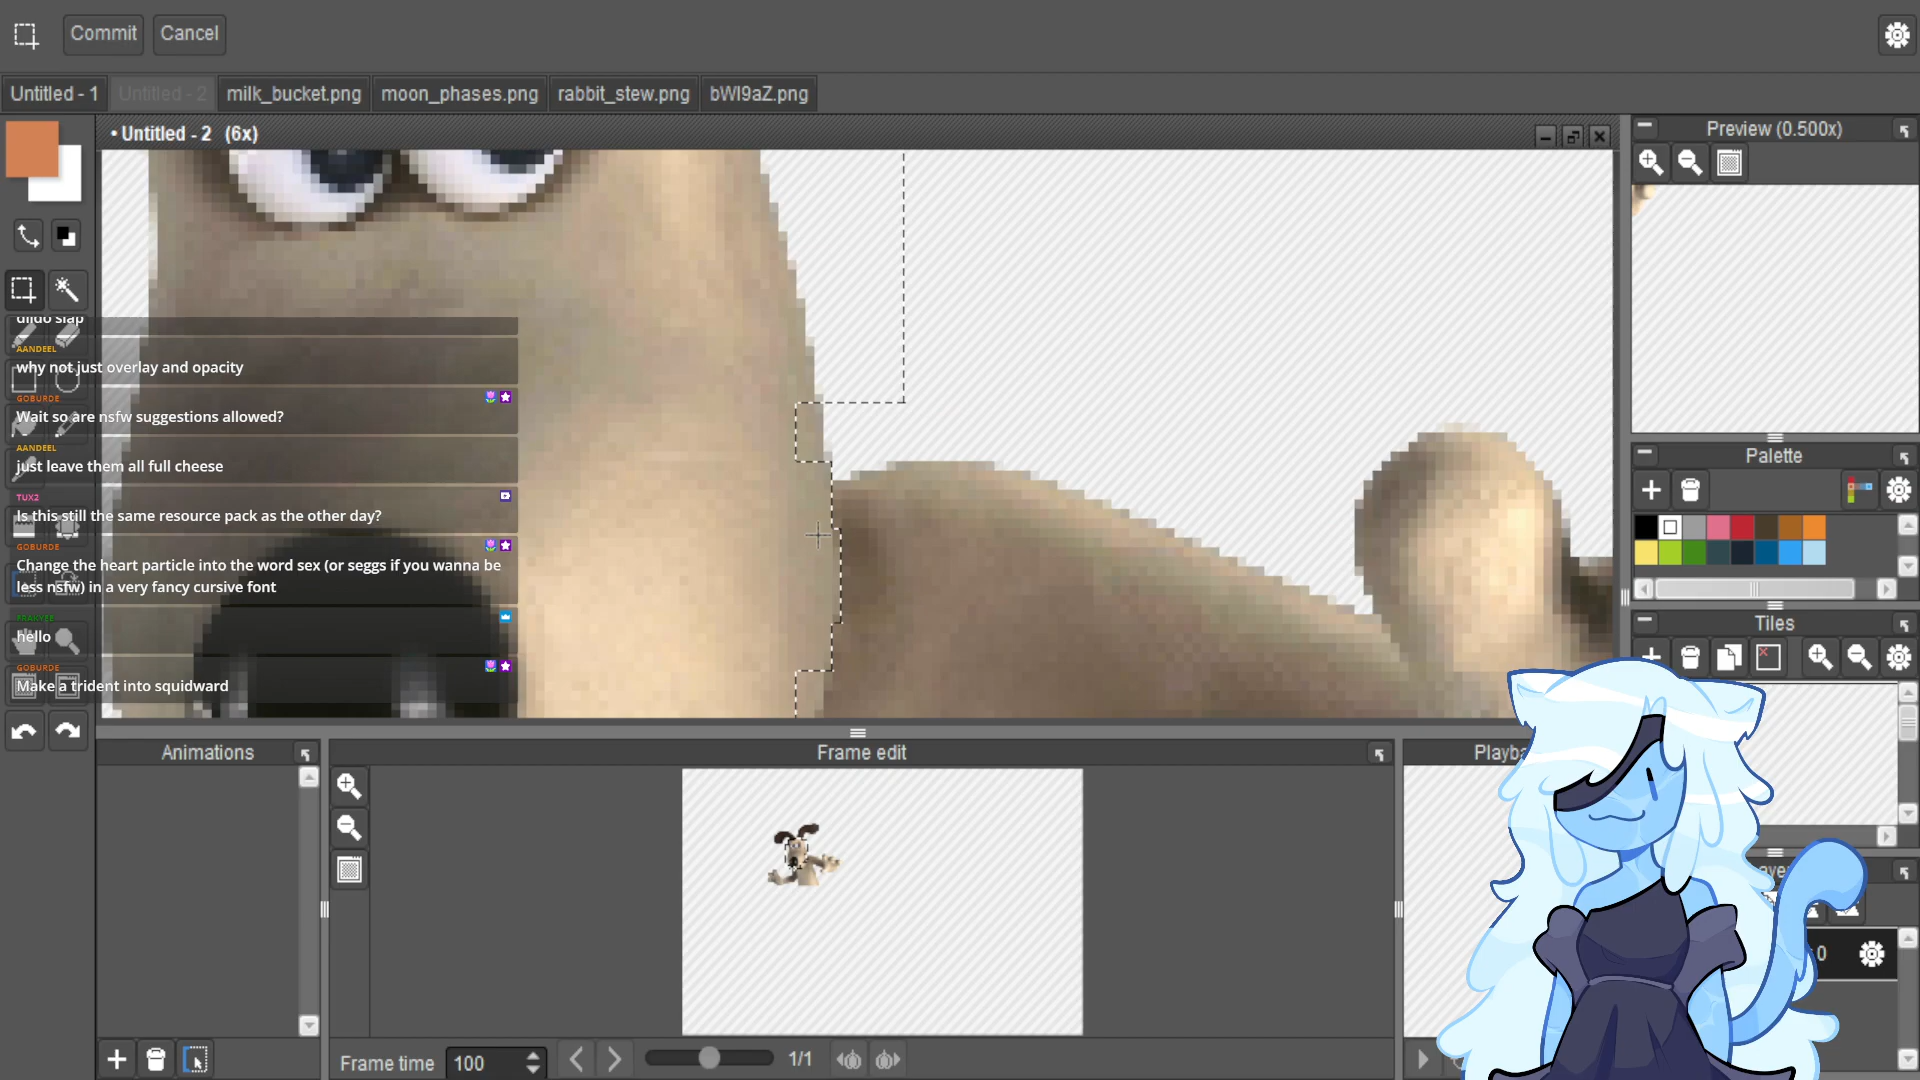 Commit Cancel
Untitled - 1 Untitled - 2 milk_bucket.png moon_phases.png rabbit_stew.png bWI9aZ.png
• Untitled - 2 (6x)
Preview (0.500x)
dildo slap
AANDEEL
why not just overlay and opacity
GOBURDE
Wait so are nsfw suggestions allowed?
AANDEEL
just leave them all full cheese
TUX2
Is this still the same resource pack as the other day?
GOBURDE
Change the heart particle into the word sex (or seggs if you wanna be
less nsfw) in a very fancy cursive font
hello
GOBURDE
Make a trident into squidward
Palette
Tiles
Animations
Frame edit
Frame time 100
1/1
0